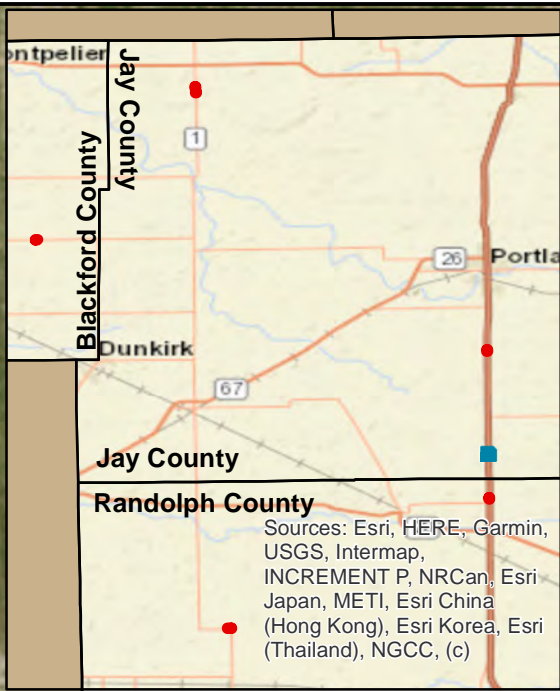 ontpelier
Jay County
1
Blackford County
26
Portla
Dunkirk
67
Jay County
Randolph County
Sources: Esri, HERE, Garmin,
USGS, Intermap,
INCREMENT P, NRCan, Esri
Japan, METI, Esri China
(Hong Kong), Esri Korea, Esri
(Thailand), NGCC, (c)